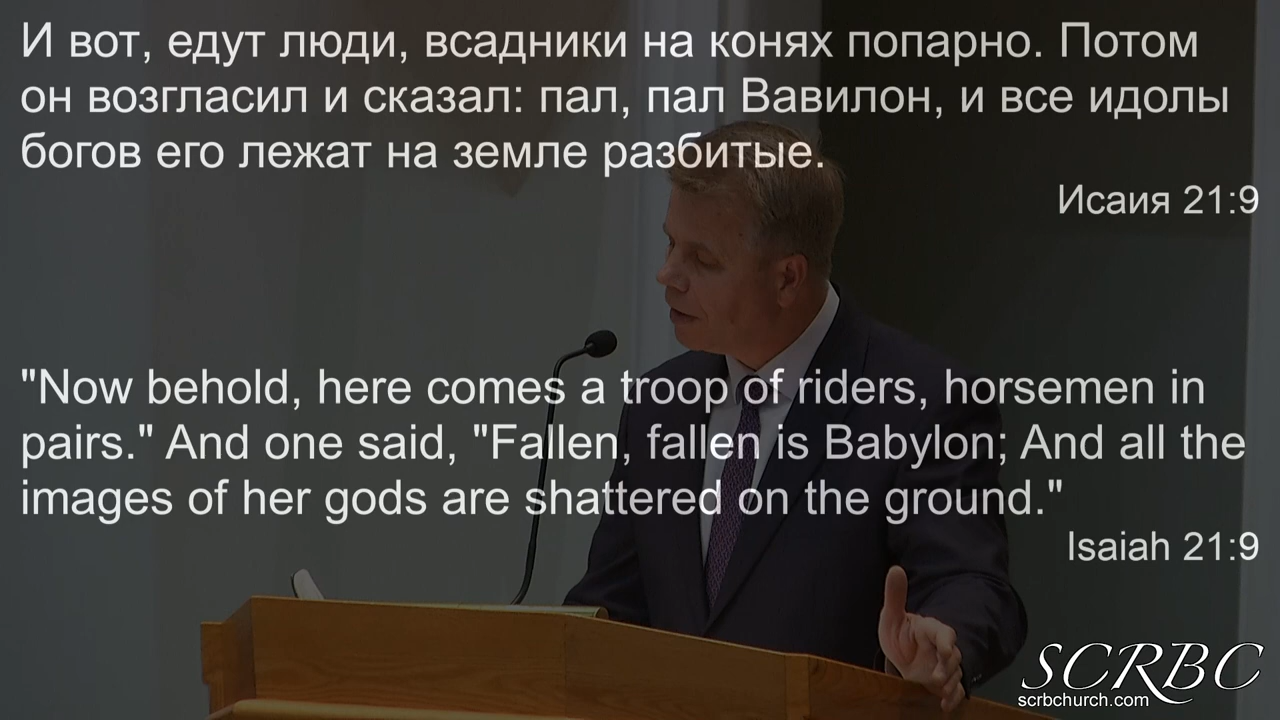 И вот, едут люди, всадники на конях попарно. Потом
он возгласил и сказал: пал, пал Вавилон, и все идолы
богов его лежат на земле разбитые.
Исаия 21:9
"Now behold, here comes a troop of riders, horsemen in
pairs." And one said, "Fallen, fallen is Babylon; And all the
images of her gods are shattered on the ground."
Isaiah 21:9
SCRBC
scrbchurch.com